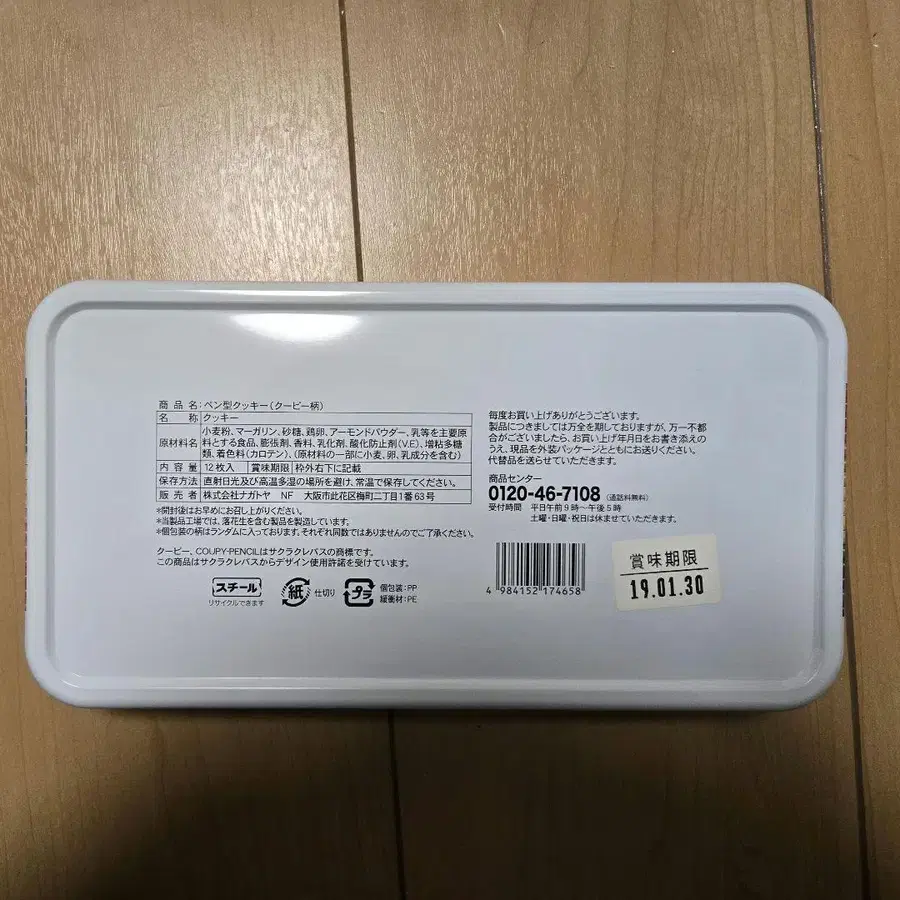 商品名：ペン型クッキー（クーピー柄）
名称 クッキー
原材料名 小麦粉、マーガリン、砂糖、鶏卵、アーモンドパウダー、乳等を主要原
料とする食品、膨張剤、香料、乳化剤、酸化防止剤(V.E)、増粘多糖
類、着色料(カロテン)、（原材料の一部に小麦、卵、乳成分を含む）
内容量 12枚入 賞味期限 枠外右下に記載
保存方法 直射日光及び高温多湿の場所を避け、常温で保存してください。
販売者 株式会社ナガトヤ NF 大阪市此花区梅町二丁目1番63号
*開封後はお早めにお召し上がりください。
*当製品工場では、落花生を含む製品を製造しています。
*個包装の柄はランダムに入っております。それぞれ同数ではありませんのでご了承ください。
クーピー、COUPY-PENCILはサクラクレパスの商標です。
この商品はサクラクレパスからデザイン使用許諾を受けています。
スチール
リサイクルできます
紙 仕切り
プラ 個包装：PP
緩衝材：PE
毎度お買い上げありがとうございます。
製品につきましては万全を期しておりますが、万一不都
合がございましたら、お買い上げ年月日をお書き添えの
うえ、現品を外装パッケージとともにお送りください。
代替品を送らせていただきます。
商品センター
0120-46-7108（通話料無料）
受付時間 平日午前9時〜午後5時
土曜・日曜・祝日は休ませていただきます。
4 984152 174658
賞味期限
19.01.30